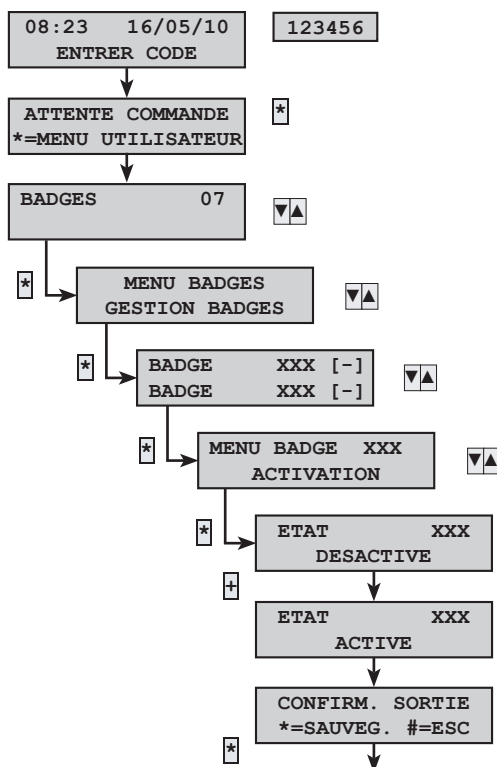 08:23 16/05/10
ENTRER CODE
123456
ATTENTE COMMANDE
*=MENU UTILISATEUR
*
BADGES 07
▼▲
*
MENU BADGES
GESTION BADGES
▼▲
*
BADGE XXX [-]
BADGE XXX [-]
▼▲
*
MENU BADGE XXX
ACTIVATION
▼▲
*
ETAT XXX
DESACTIVE
+
ETAT XXX
ACTIVE
CONFIRM. SORTIE
*=SAUVEG. #=ESC
*